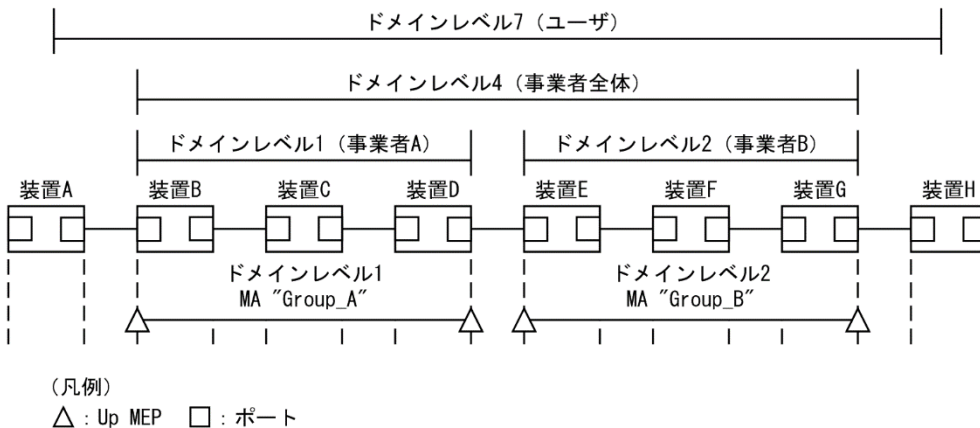 ドメインレベル7（ユーザ）
ドメインレベル4（事業者全体）
ドメインレベル1（事業者A） ドメインレベル2（事業者B）
装置A 装置B 装置C 装置D 装置E 装置F 装置G 装置H
ドメインレベル1 ドメインレベル2
MA "Group_A" MA "Group_B"
（凡例）
△：Up MEP □：ポート